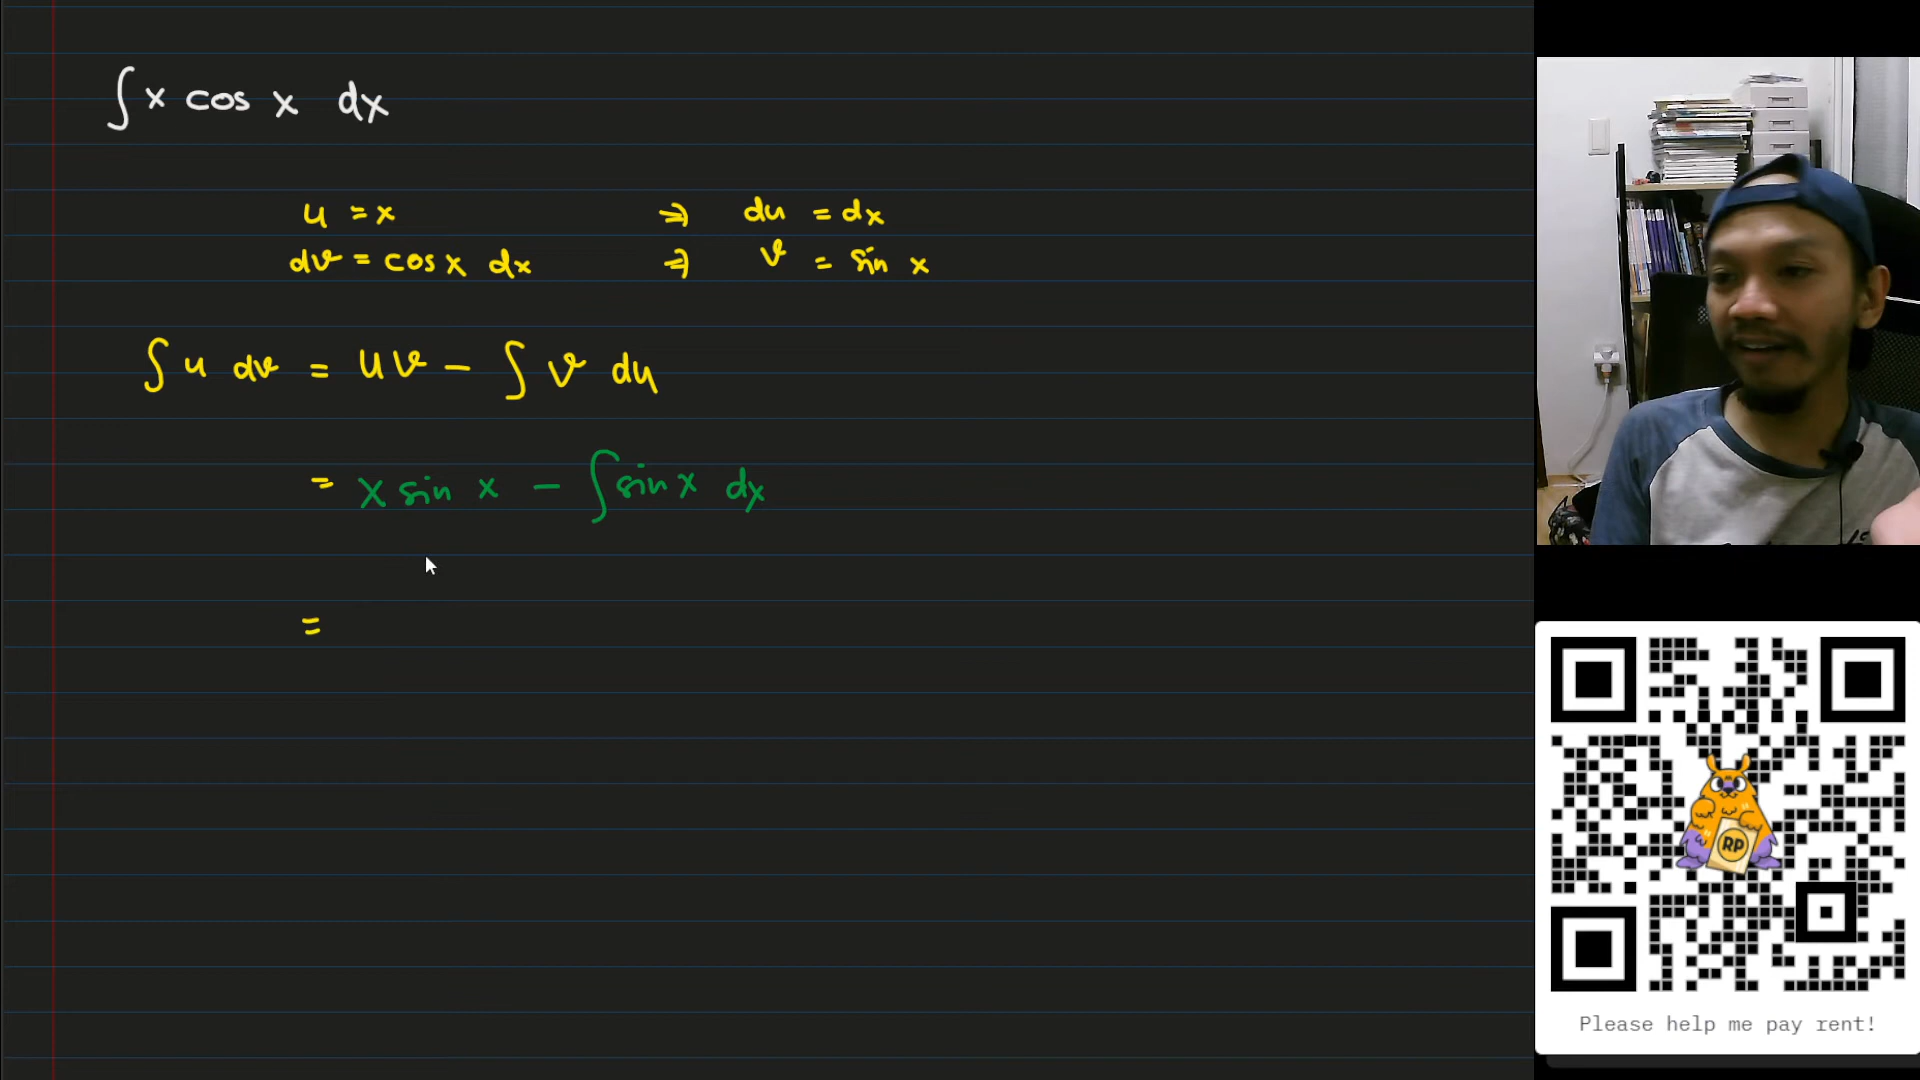 ∫ x cos x dx
u = x ⇒ du = dx
dv = cos x dx ⇒ v = sin x
∫ u dv = uv − ∫ v du
= x sin x − ∫ sin x dx
=
RP
Please help me pay rent!